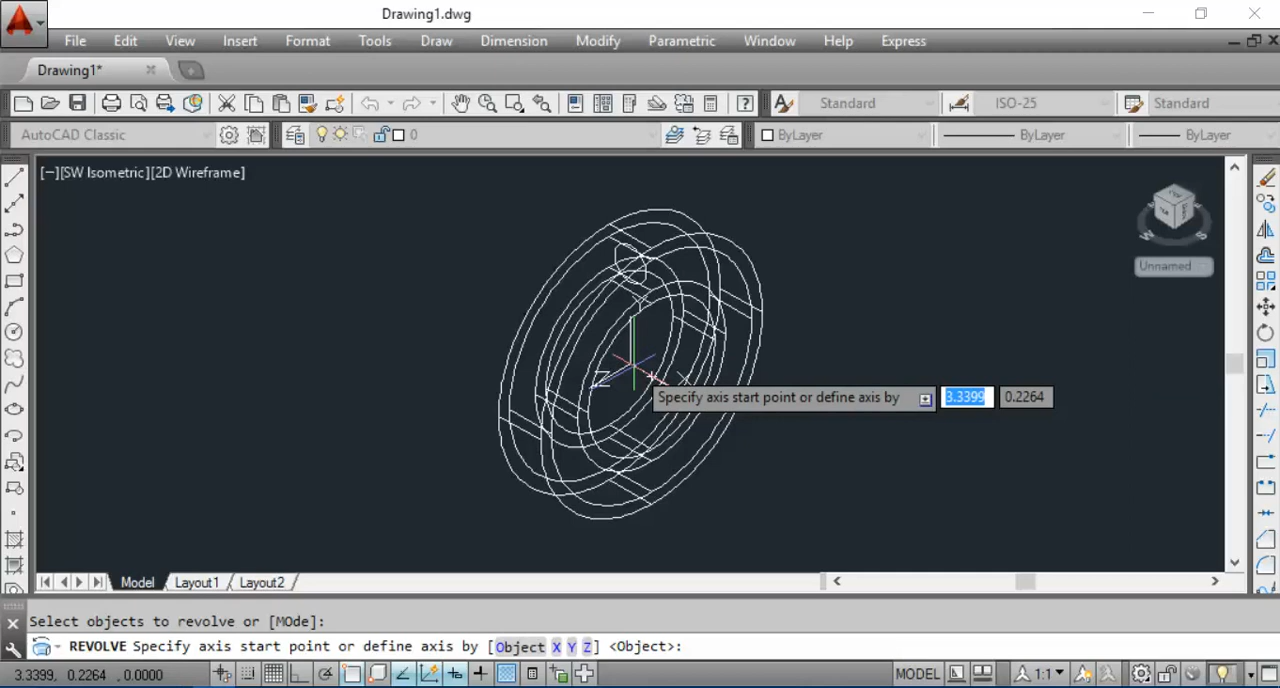 Drawing1.dwg
File Edit View Insert Format Tools Draw Dimension Modify Parametric Window Help Express
Drawing1*
Standard ISO-25 Standard
AutoCAD Classic 0 ByLayer ByLayer ByLayer
[−][SW Isometric][2D Wireframe]
W S
Unnamed
Specify axis start point or define axis by 3.3399 0.2264
Model Layout1 Layout2
Select objects to revolve or [MOde]:
REVOLVE Specify axis start point or define axis by [Object X Y Z] <Object>:
3.3399, 0.2264 , 0.0000 MODEL 1:1